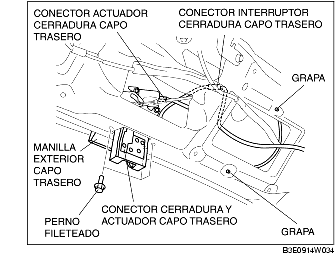 CONECTOR ACTUADOR
CERRADURA CAPO
TRASERO
CONECTOR INTERRUPTOR
CERRADURA CAPO TRASERO
GRAPA
MANILLA
EXTERIOR
CAPO
TRASERO
PERNO
FILETEADO
CONECTOR CERRADURA Y
ACTUADOR CAPO TRASERO
GRAPA
B3E0914W034